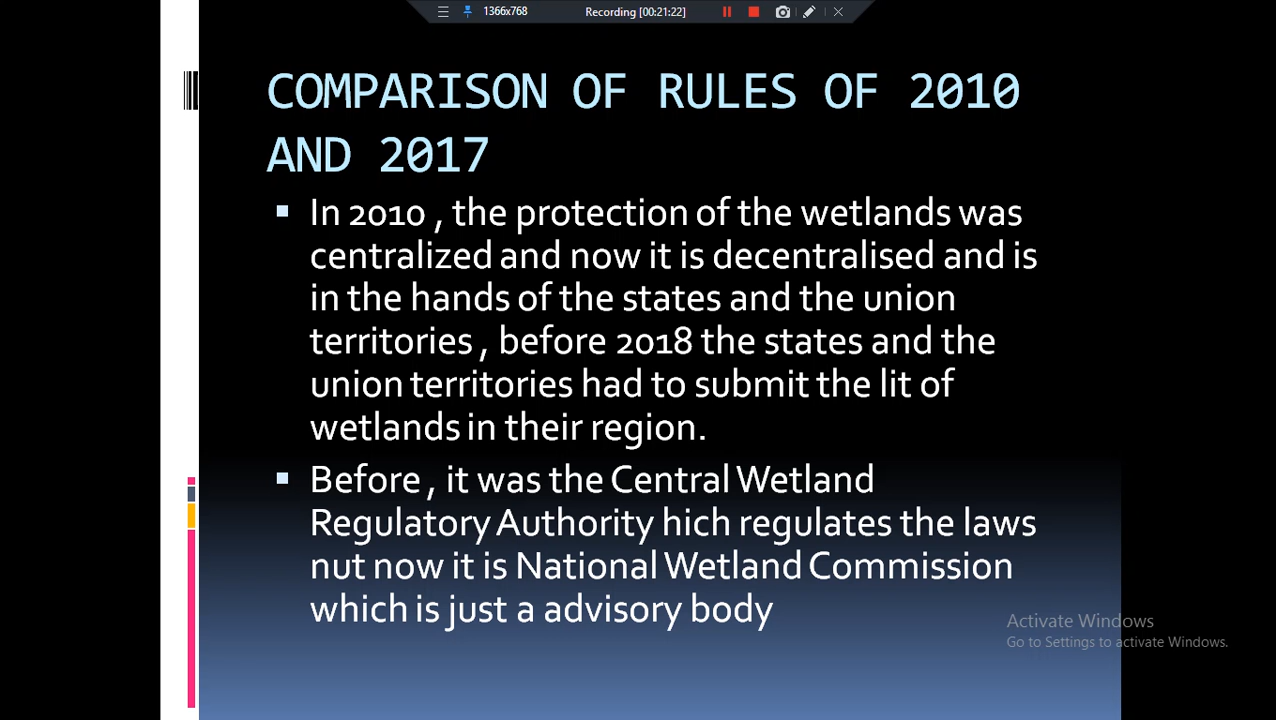 1366x768
Recording [00:21:22]
COMPARISON OF RULES OF 2010
AND 2017
In 2010 , the protection of the wetlands was
centralized and now it is decentralised and is
in the hands of the states and the union
territories , before 2018 the states and the
union territories had to submit the lit of
wetlands in their region.
Before , it was the Central Wetland
Regulatory Authority hich regulates the laws
nut now it is National Wetland Commission
which is just a advisory body
Activate Windows
Go to Settings to activate Windows.